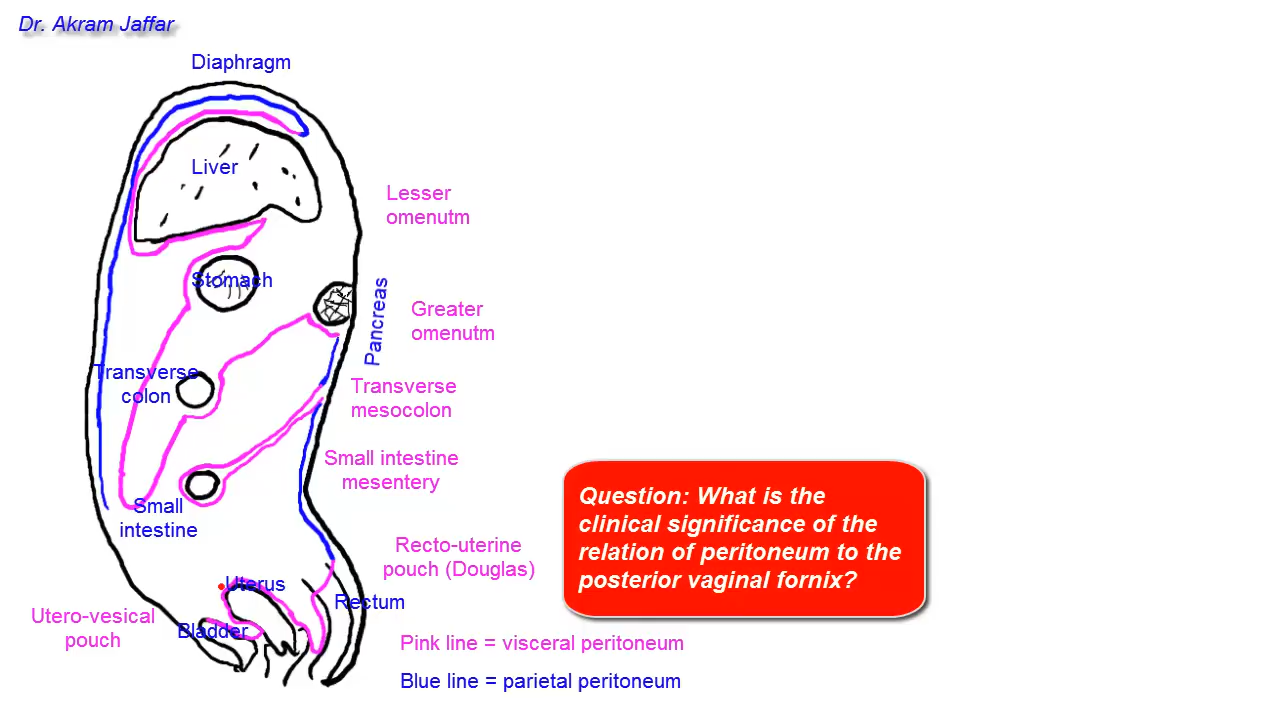 Dr. Akram Jaffar
Diaphragm
Liver
Lesser
omenutm
Stomach
Pancreas
Greater
omenutm
Transverse
colon
Transverse
mesocolon
Small intestine
mesentery
Small
intestine
Question: What is the
clinical significance of the
relation of peritoneum to the
posterior vaginal fornix?
Recto-uterine
pouch (Douglas)
Uterus
Rectum
Utero-vesical
pouch
Bladder
Pink line = visceral peritoneum
Blue line = parietal peritoneum